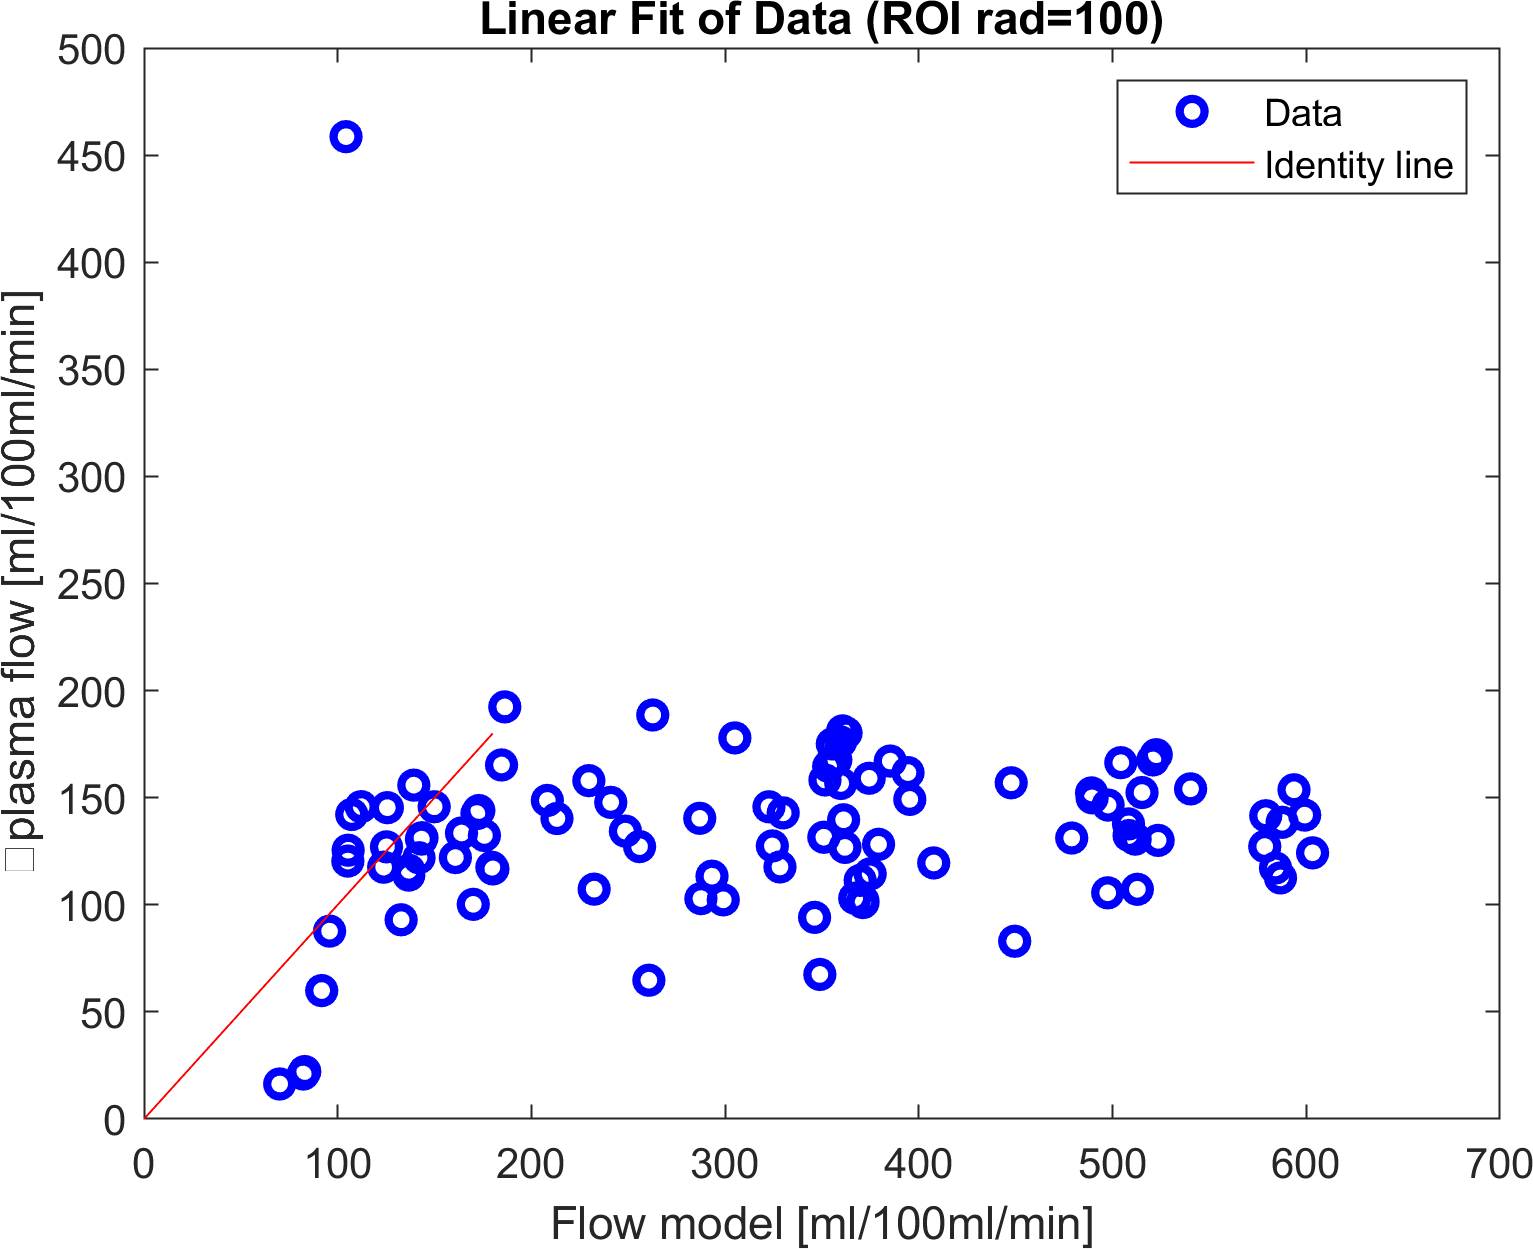 Linear Fit of Data (ROI rad=100)
500
450
400
350
300
250
200
150
100
50
0
Data
Identity line
□plasma flow [ml/100ml/min]
0 100 200 300 400 500 600 700
Flow model [ml/100ml/min]